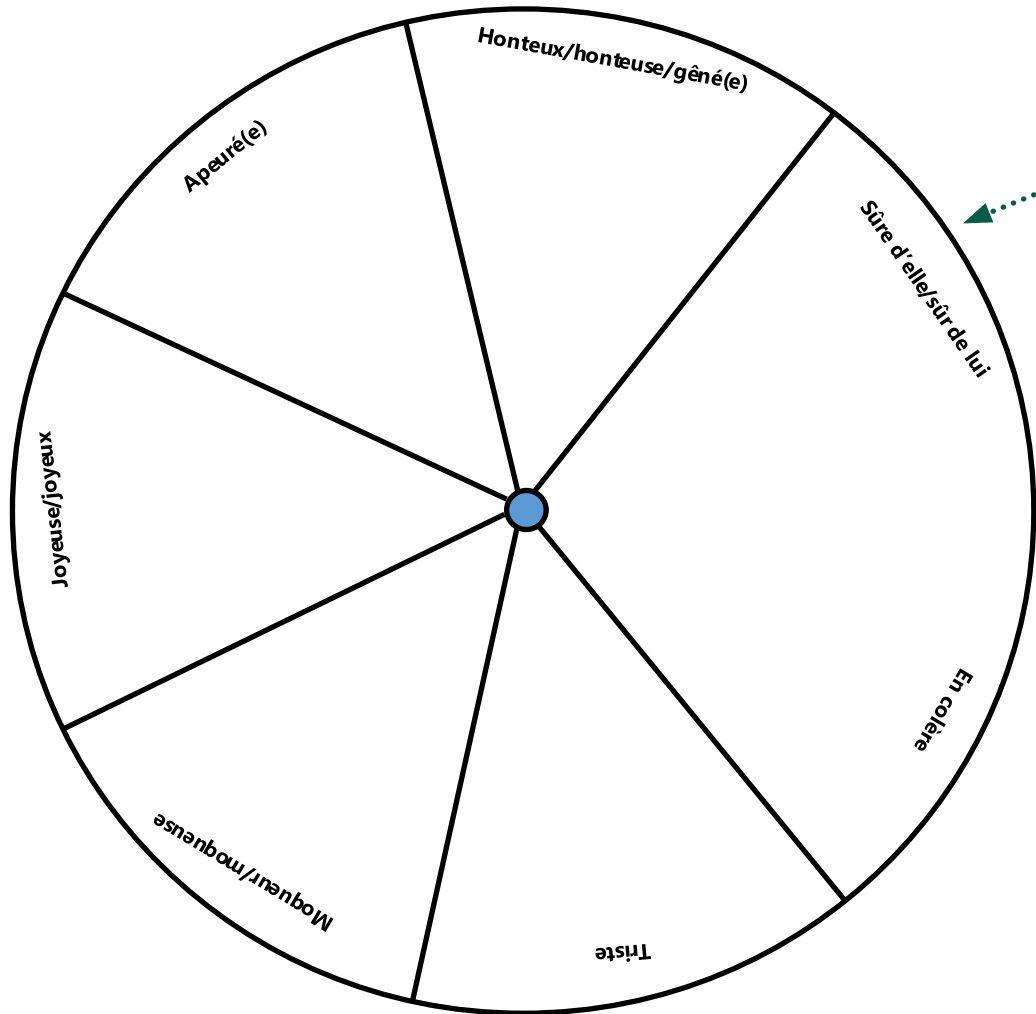 Honteux/honteuse/gêné(e)
Sûre d’elle/sûr de lui
En colère
Triste
Moqueur/moqueuse
Joyeuse/joyeux
Apeuré(e)